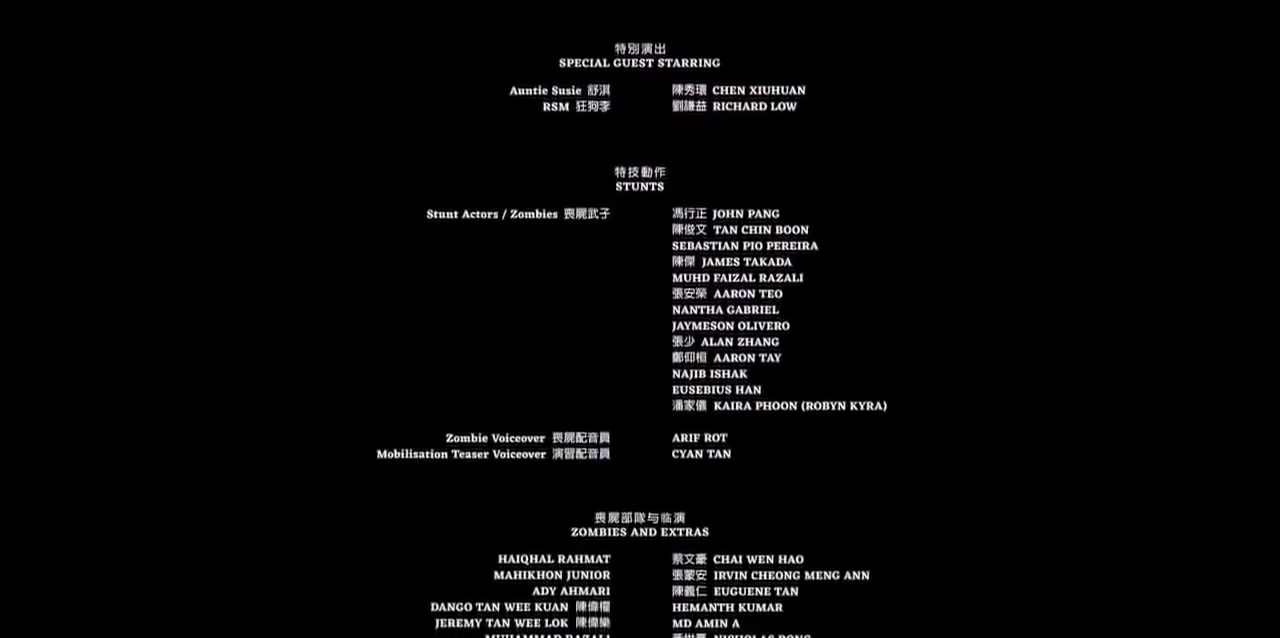 特別演出
SPECIAL GUEST STARRING
Auntie Susie 舒淇 陳秀環 CHEN XIUHUAN
RSM 狂狗李 劉謙益 RICHARD LOW
特技動作
STUNTS
Stunt Actors / Zombies 喪屍武子 馮行正 JOHN PANG
陳俊文 TAN CHIN BOON
SEBASTIAN PIO PEREIRA
陳傑 JAMES TAKADA
MUHD FAIZAL RAZALI
張安榮 AARON TEO
NANTHA GABRIEL
JAYMESON OLIVERO
張少 ALAN ZHANG
鄭仰桓 AARON TAY
NAJIB ISHAK
EUSEBIUS HAN
潘家儀 KAIRA PHOON (ROBYN KYRA)
Zombie Voiceover 喪屍配音員 ARIF ROT
Mobilisation Teaser Voiceover 演習配音員 CYAN TAN
喪屍部隊与临演
ZOMBIES AND EXTRAS
HAIQHAL RAHMAT 蔡文豪 CHAI WEN HAO
MAHIKHON JUNIOR 張蒙安 IRVIN CHEONG MENG ANN
ADY AHMARI 陳義仁 EUGUENE TAN
DANGO TAN WEE KUAN 陳偉權 HEMANTH KUMAR
JEREMY TAN WEE LOK 陳偉樂 MD AMIN A
MUHAMMAD RAZALI NICHOLAS BONG